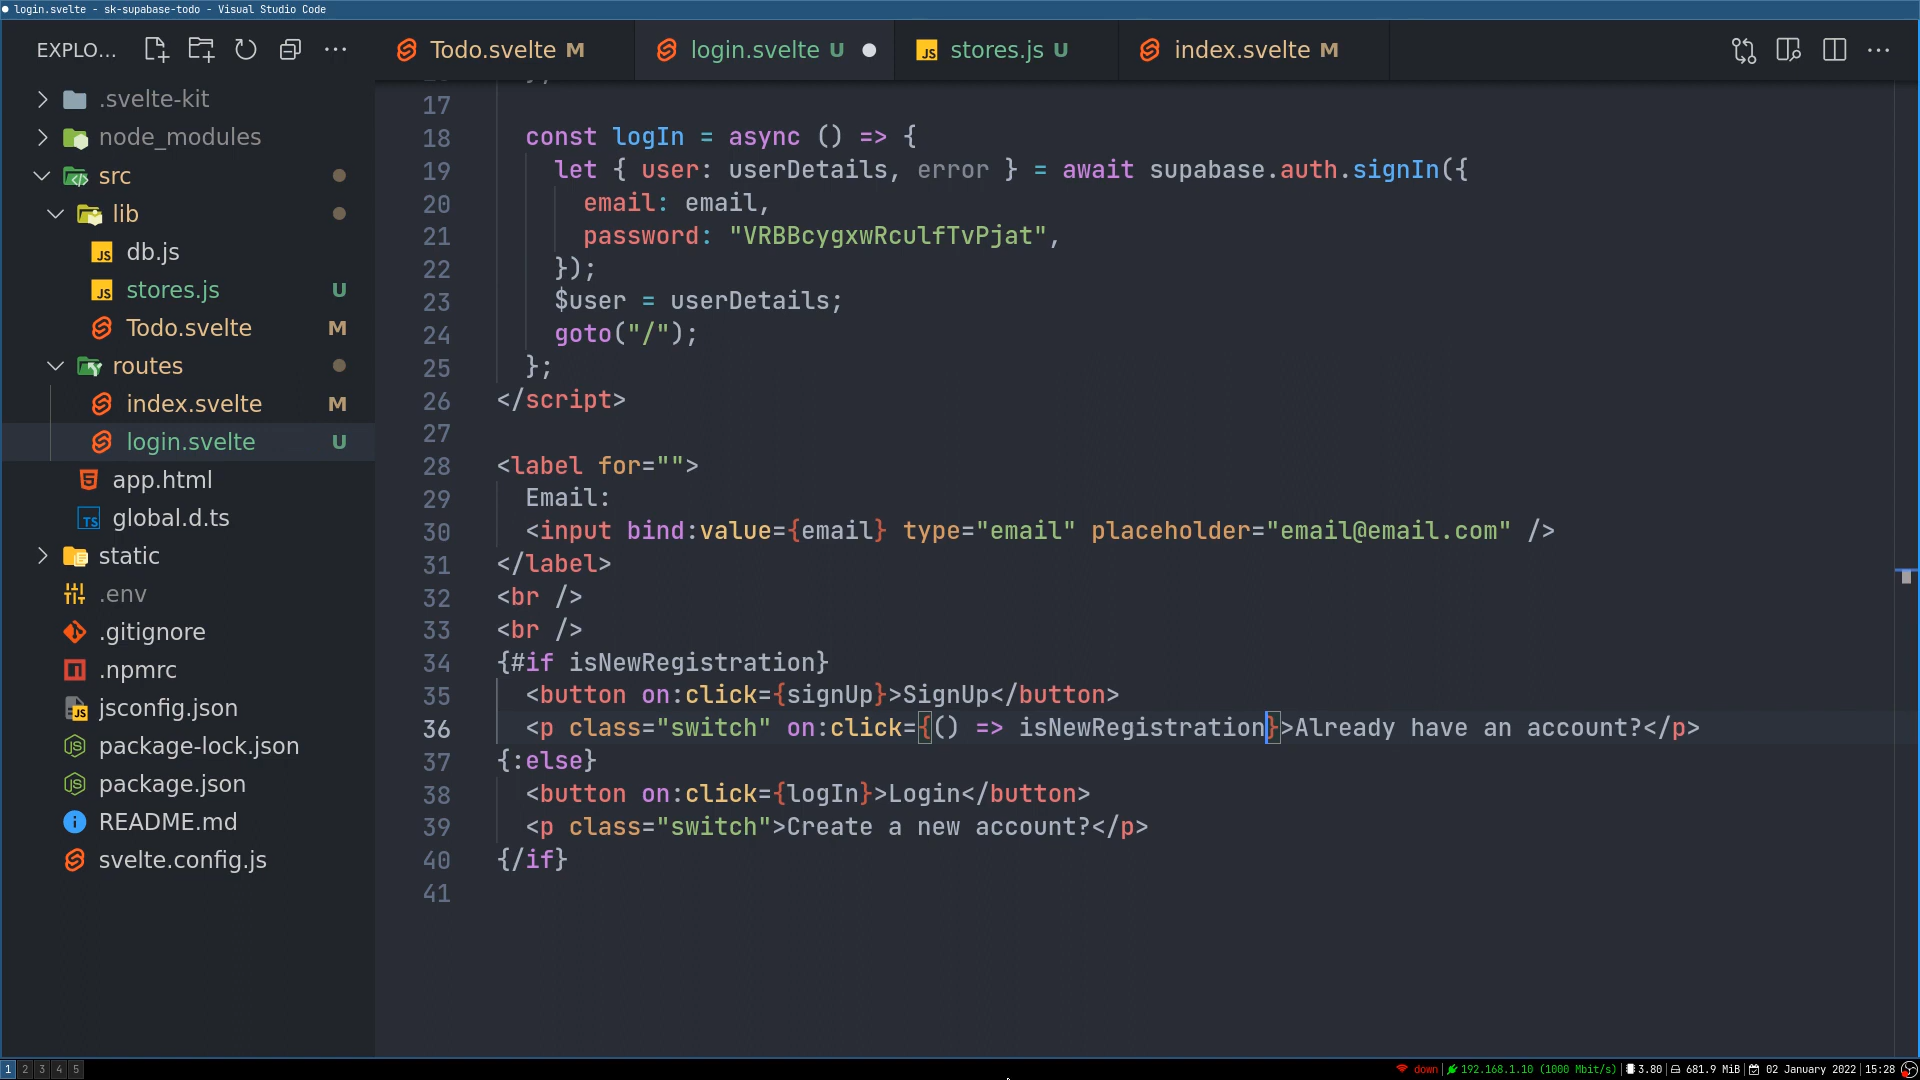 login.svelte - sk-supabase-todo - Visual Studio Code
EXPLO...
Todo.svelte M
login.svelte U
JS stores.js U
index.svelte M
.svelte-kit
node_modules
src
lib
JS db.js
JS stores.js U
Todo.svelte M
routes
index.svelte M
login.svelte U
app.html
TS global.d.ts
static
.env
.gitignore
.npmrc
jsconfig.json
package-lock.json
package.json
README.md
svelte.config.js
17
18 const logIn = async () => {
19 let { user: userDetails, error } = await supabase.auth.signIn({
20 email: email,
21 password: "VRBBcygxwRculfTvPjat",
22 });
23 $user = userDetails;
24 goto("/");
25 };
26 </script>
27
28 <label for="">
29 Email:
30 <input bind:value={email} type="email" placeholder="email@email.com" />
31 </label>
32 <br />
33 <br />
34 {#if isNewRegistration}
35 <button on:click={signUp}>SignUp</button>
36 <p class="switch" on:click={() => isNewRegistration}>Already have an account?</p>
37 {:else}
38 <button on:click={logIn}>Login</button>
39 <p class="switch">Create a new account?</p>
40 {/if}
41
1 2 3 4 5
down | 192.168.1.10 (1000 Mbit/s) | 3.80 | 681.9 MiB | 02 January 2022 | 15:28